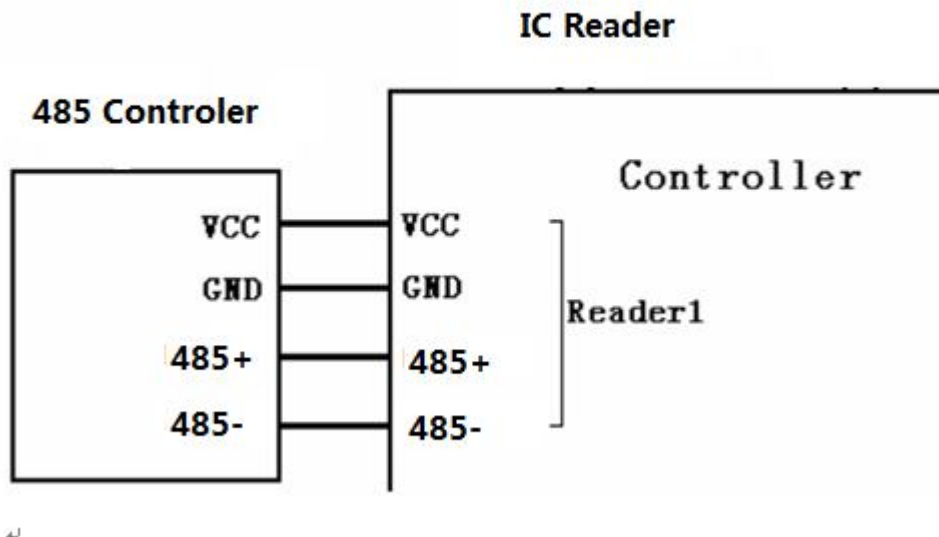 IC Reader
485 Controler
Controller
VCC
VCC
GND
GND
Reader1
485+
485+
485-
485-